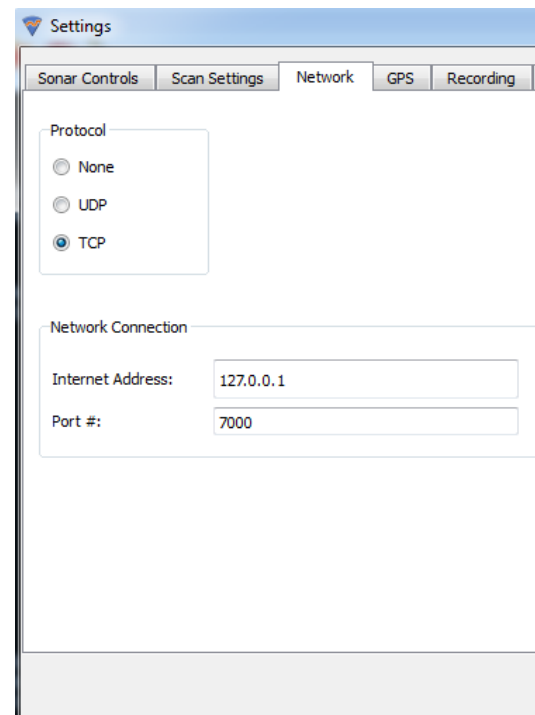 Settings
Sonar Controls Scan Settings Network GPS Recording
Protocol
None
UDP
TCP
Network Connection
Internet Address: 127.0.0.1
Port #: 7000